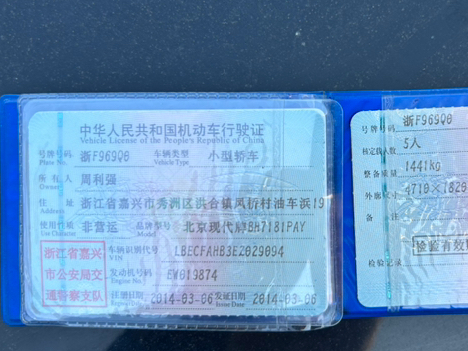 中华人民共和国机动车行驶证
Vehicle License of the People's Republic of China
号牌号码 浙F969Q0 车辆类型 小型轿车
Plate No. Vehicle Type
所有人 周利强
Owner
住址 浙江省嘉兴市秀洲区洪合镇凤桥村油车浜19
Address
使用性质 非营运 品牌型号 北京现代牌BH7181PAY
Use Character Model
浙江省嘉兴市公安局交通警察支队
车辆识别代号 LBECFAHB3EZ029094
VIN
发动机号码 EW019874
Engine No.
注册日期 2014-03-06 发证日期 2014-03-06
Issue Date
号牌号码 浙F969Q0
核定载人数 5人
整备质量 1441kg
外廓尺寸 4710×1820
备注
检验记录 检验有效